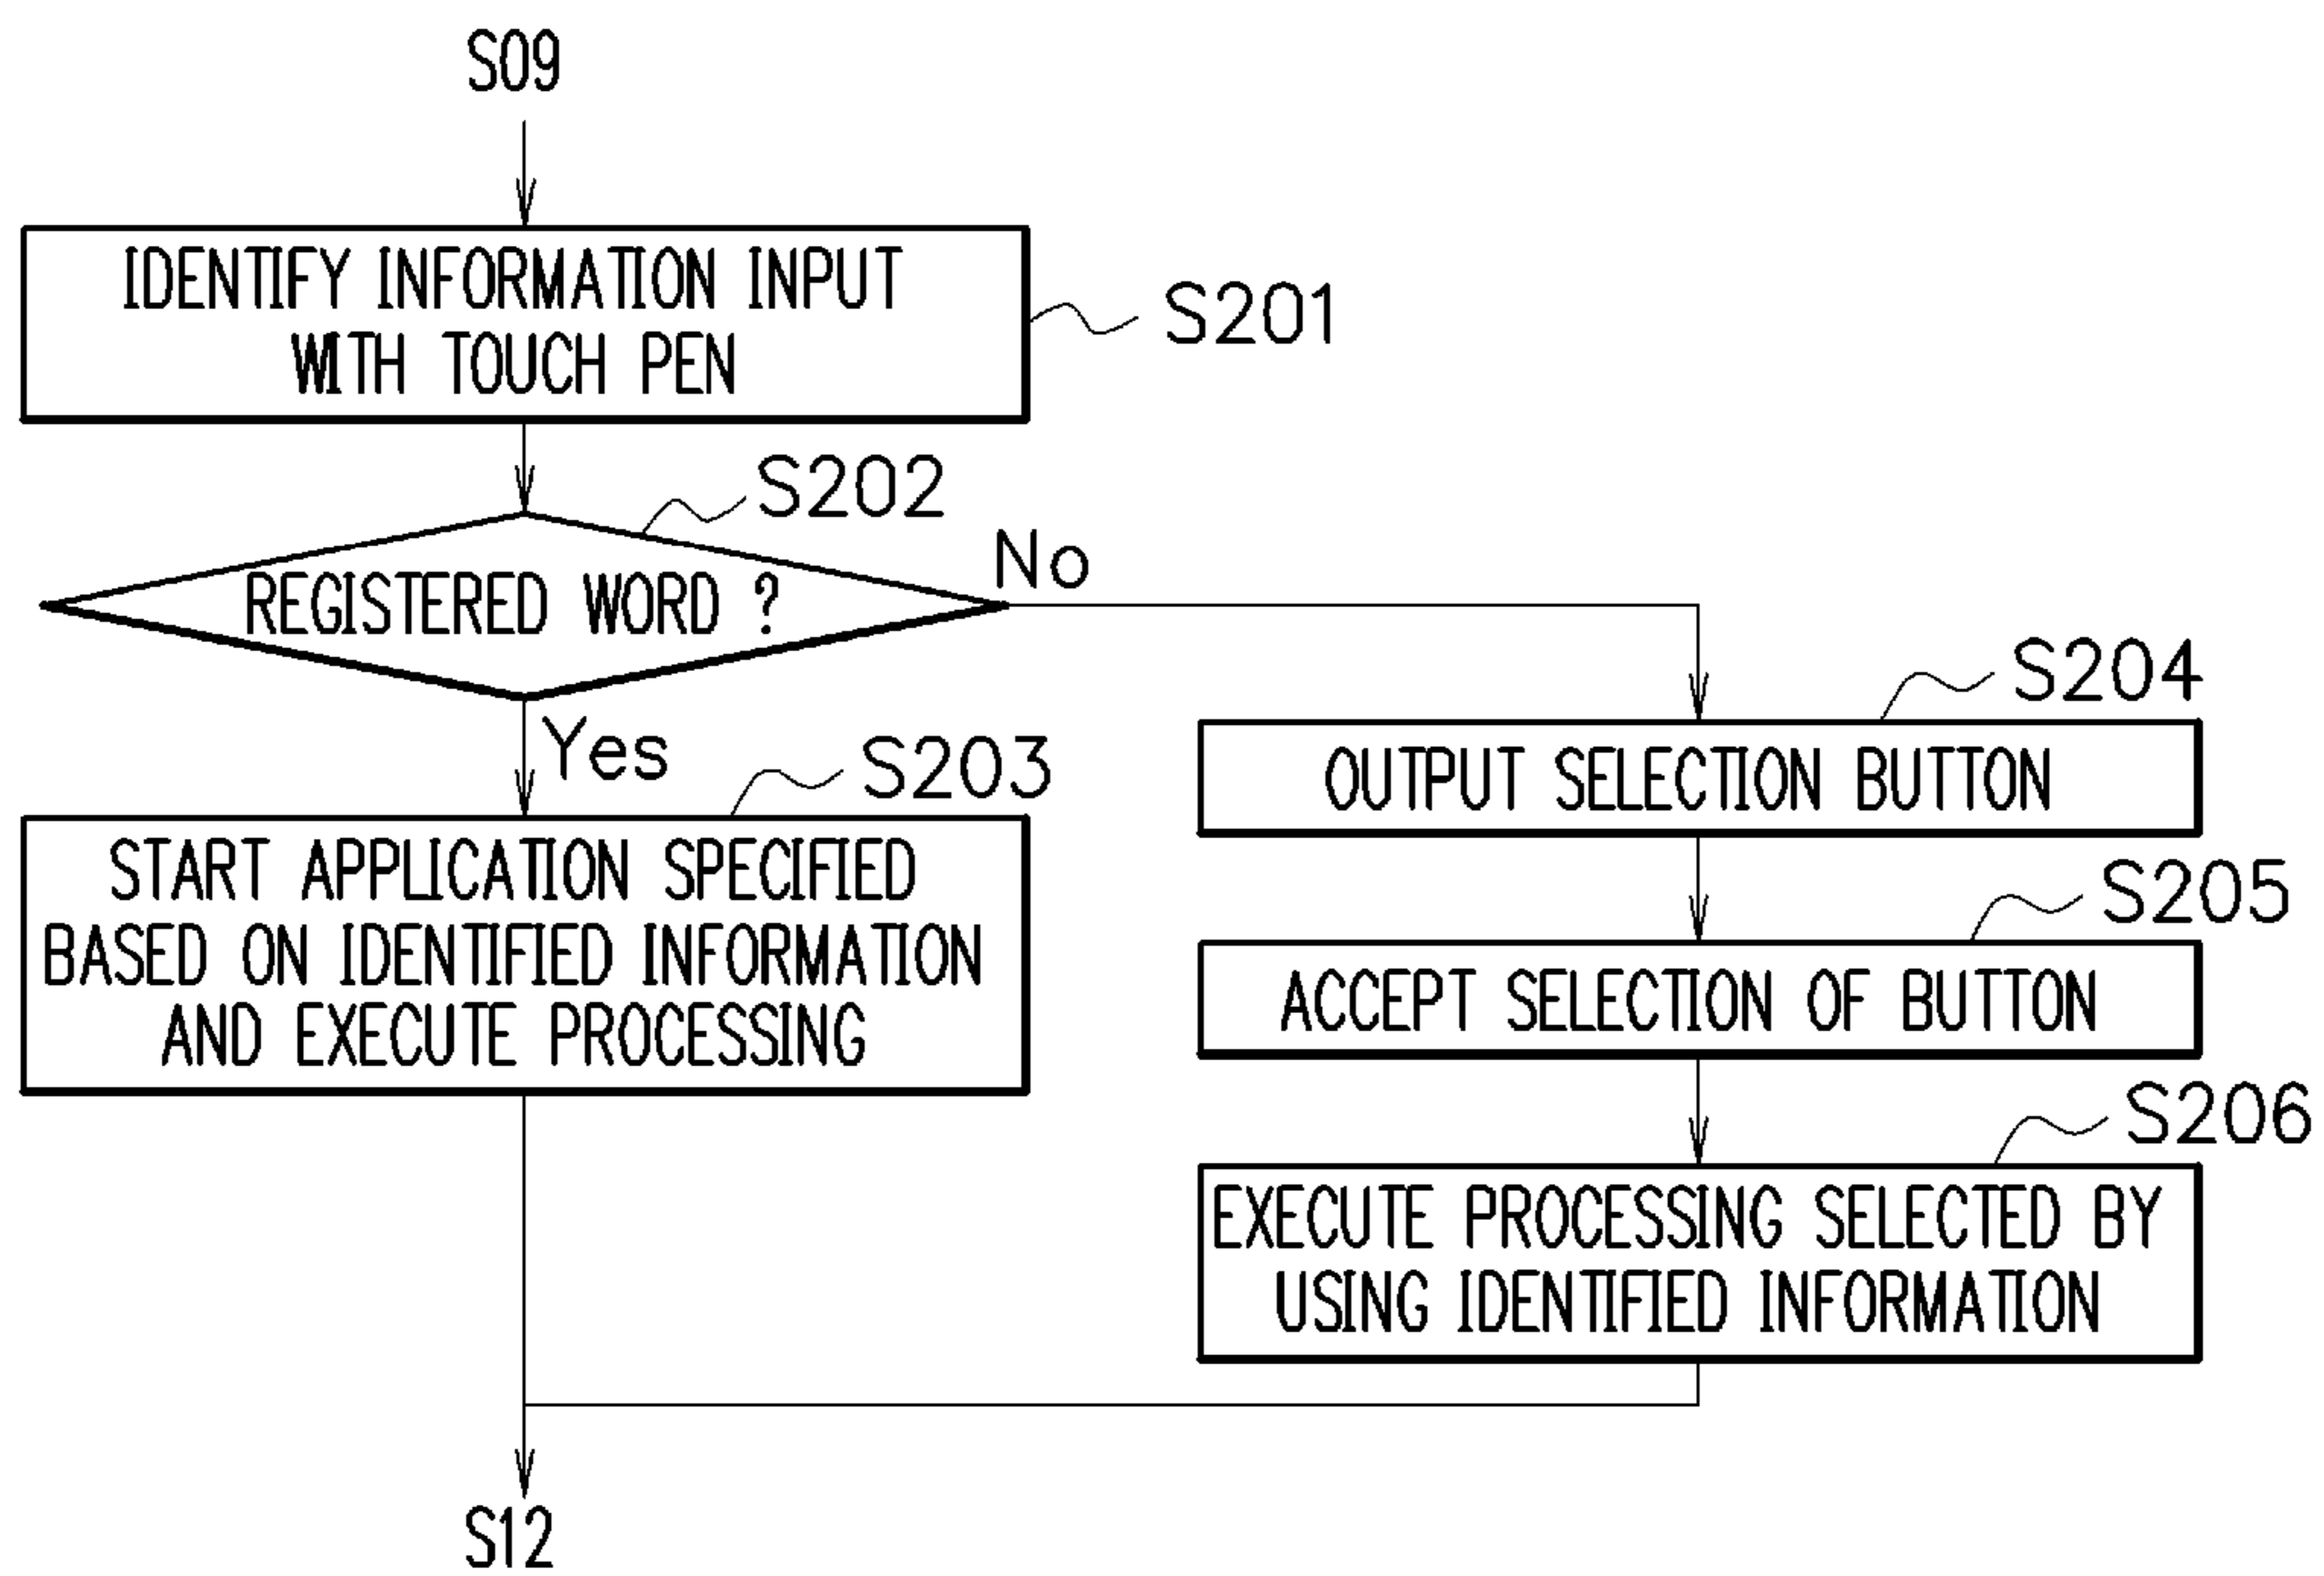 S09
IDENTIFY INFORMATION INPUT
WITH TOUCH PEN
S201
S202
REGISTERED WORD ?
No
Yes
S203
START APPLICATION SPECIFIED
BASED ON IDENTIFIED INFORMATION
AND EXECUTE PROCESSING
S204
OUTPUT SELECTION BUTTON
S205
ACCEPT SELECTION OF BUTTON
S206
EXECUTE PROCESSING SELECTED BY
USING IDENTIFIED INFORMATION
S12